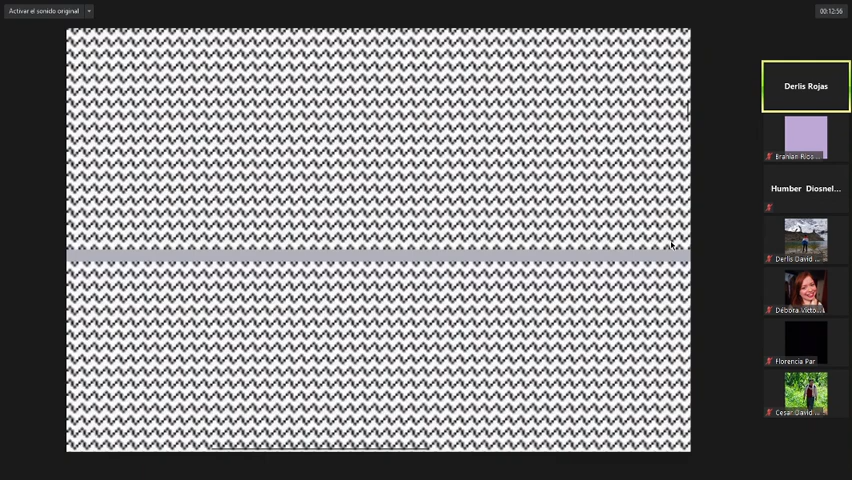 Activar el sonido original
00:12:56
Derlis Rojas
Brahian Rios...
Humber Diosnel...
Derlis David ...
Débora Victo...
Florencia Par
Cesar David ...